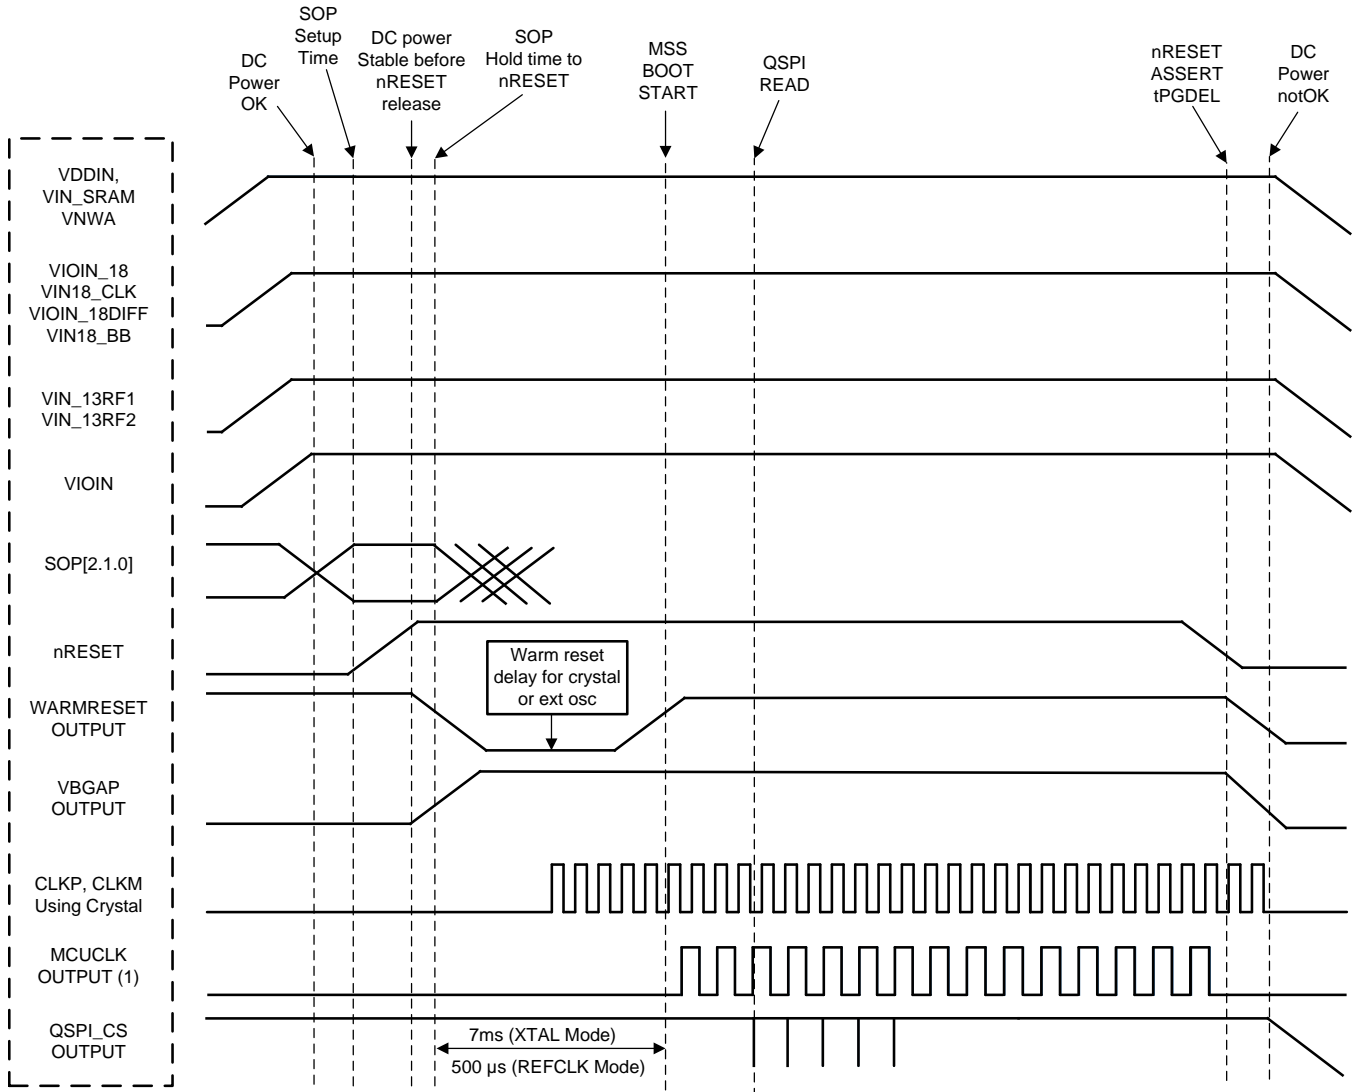 SOP
Setup
Time
DC
Power
OK
DC power
Stable before
nRESET
release
SOP
Hold time to
nRESET
MSS
BOOT
START
QSPI
READ
nRESET
ASSERT
tPGDEL
DC
Power
notOK
VDDIN,
VIN_SRAM
VNWA
VIOIN_18
VIN18_CLK
VIOIN_18DIFF
VIN18_BB
VIN_13RF1
VIN_13RF2
VIOIN
SOP[2.1.0]
nRESET
Warm reset
delay for crystal
or ext osc
WARMRESET
OUTPUT
VBGAP
OUTPUT
CLKP, CLKM
Using Crystal
MCUCLK
OUTPUT (1)
QSPI_CS
OUTPUT
7ms (XTAL Mode)
500 µs (REFCLK Mode)